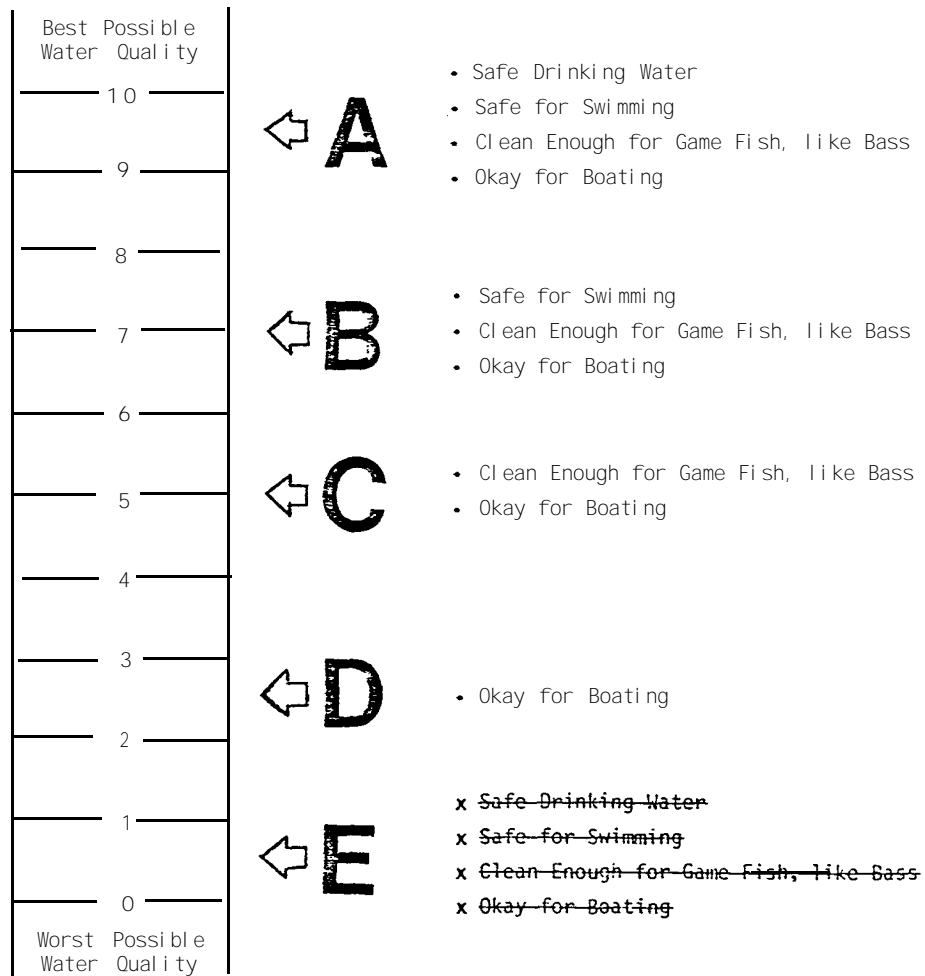 Best Possible
Water Quality
10
A
• Safe Drinking Water
• Safe for Swimming
• Clean Enough for Game Fish, like Bass
• Okay for Boating
9
8
7
B
• Safe for Swimming
• Clean Enough for Game Fish, like Bass
• Okay for Boating
6
5
C
• Clean Enough for Game Fish, like Bass
• Okay for Boating
4
3
D
• Okay for Boating
2
1
E
x Safe Drinking Water
x Safe for Swimming
x Clean Enough for Game Fish, like Bass
x Okay for Boating
0
Worst Possible
Water Quality